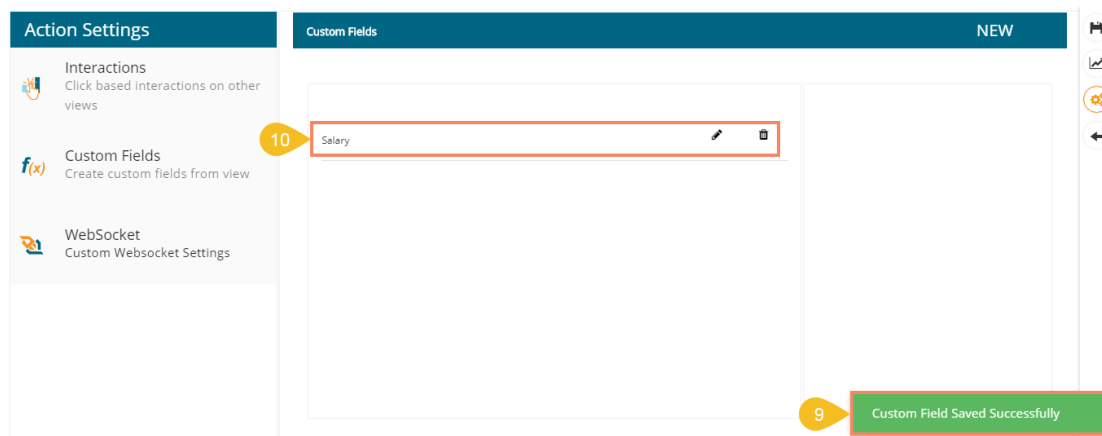 Action Settings
Custom Fields
NEW
Interactions
Click based interactions on other
views
10
Salary
f(x)
Custom Fields
Create custom fields from view
WebSocket
Custom Websocket Settings
9
Custom Field Saved Successfully